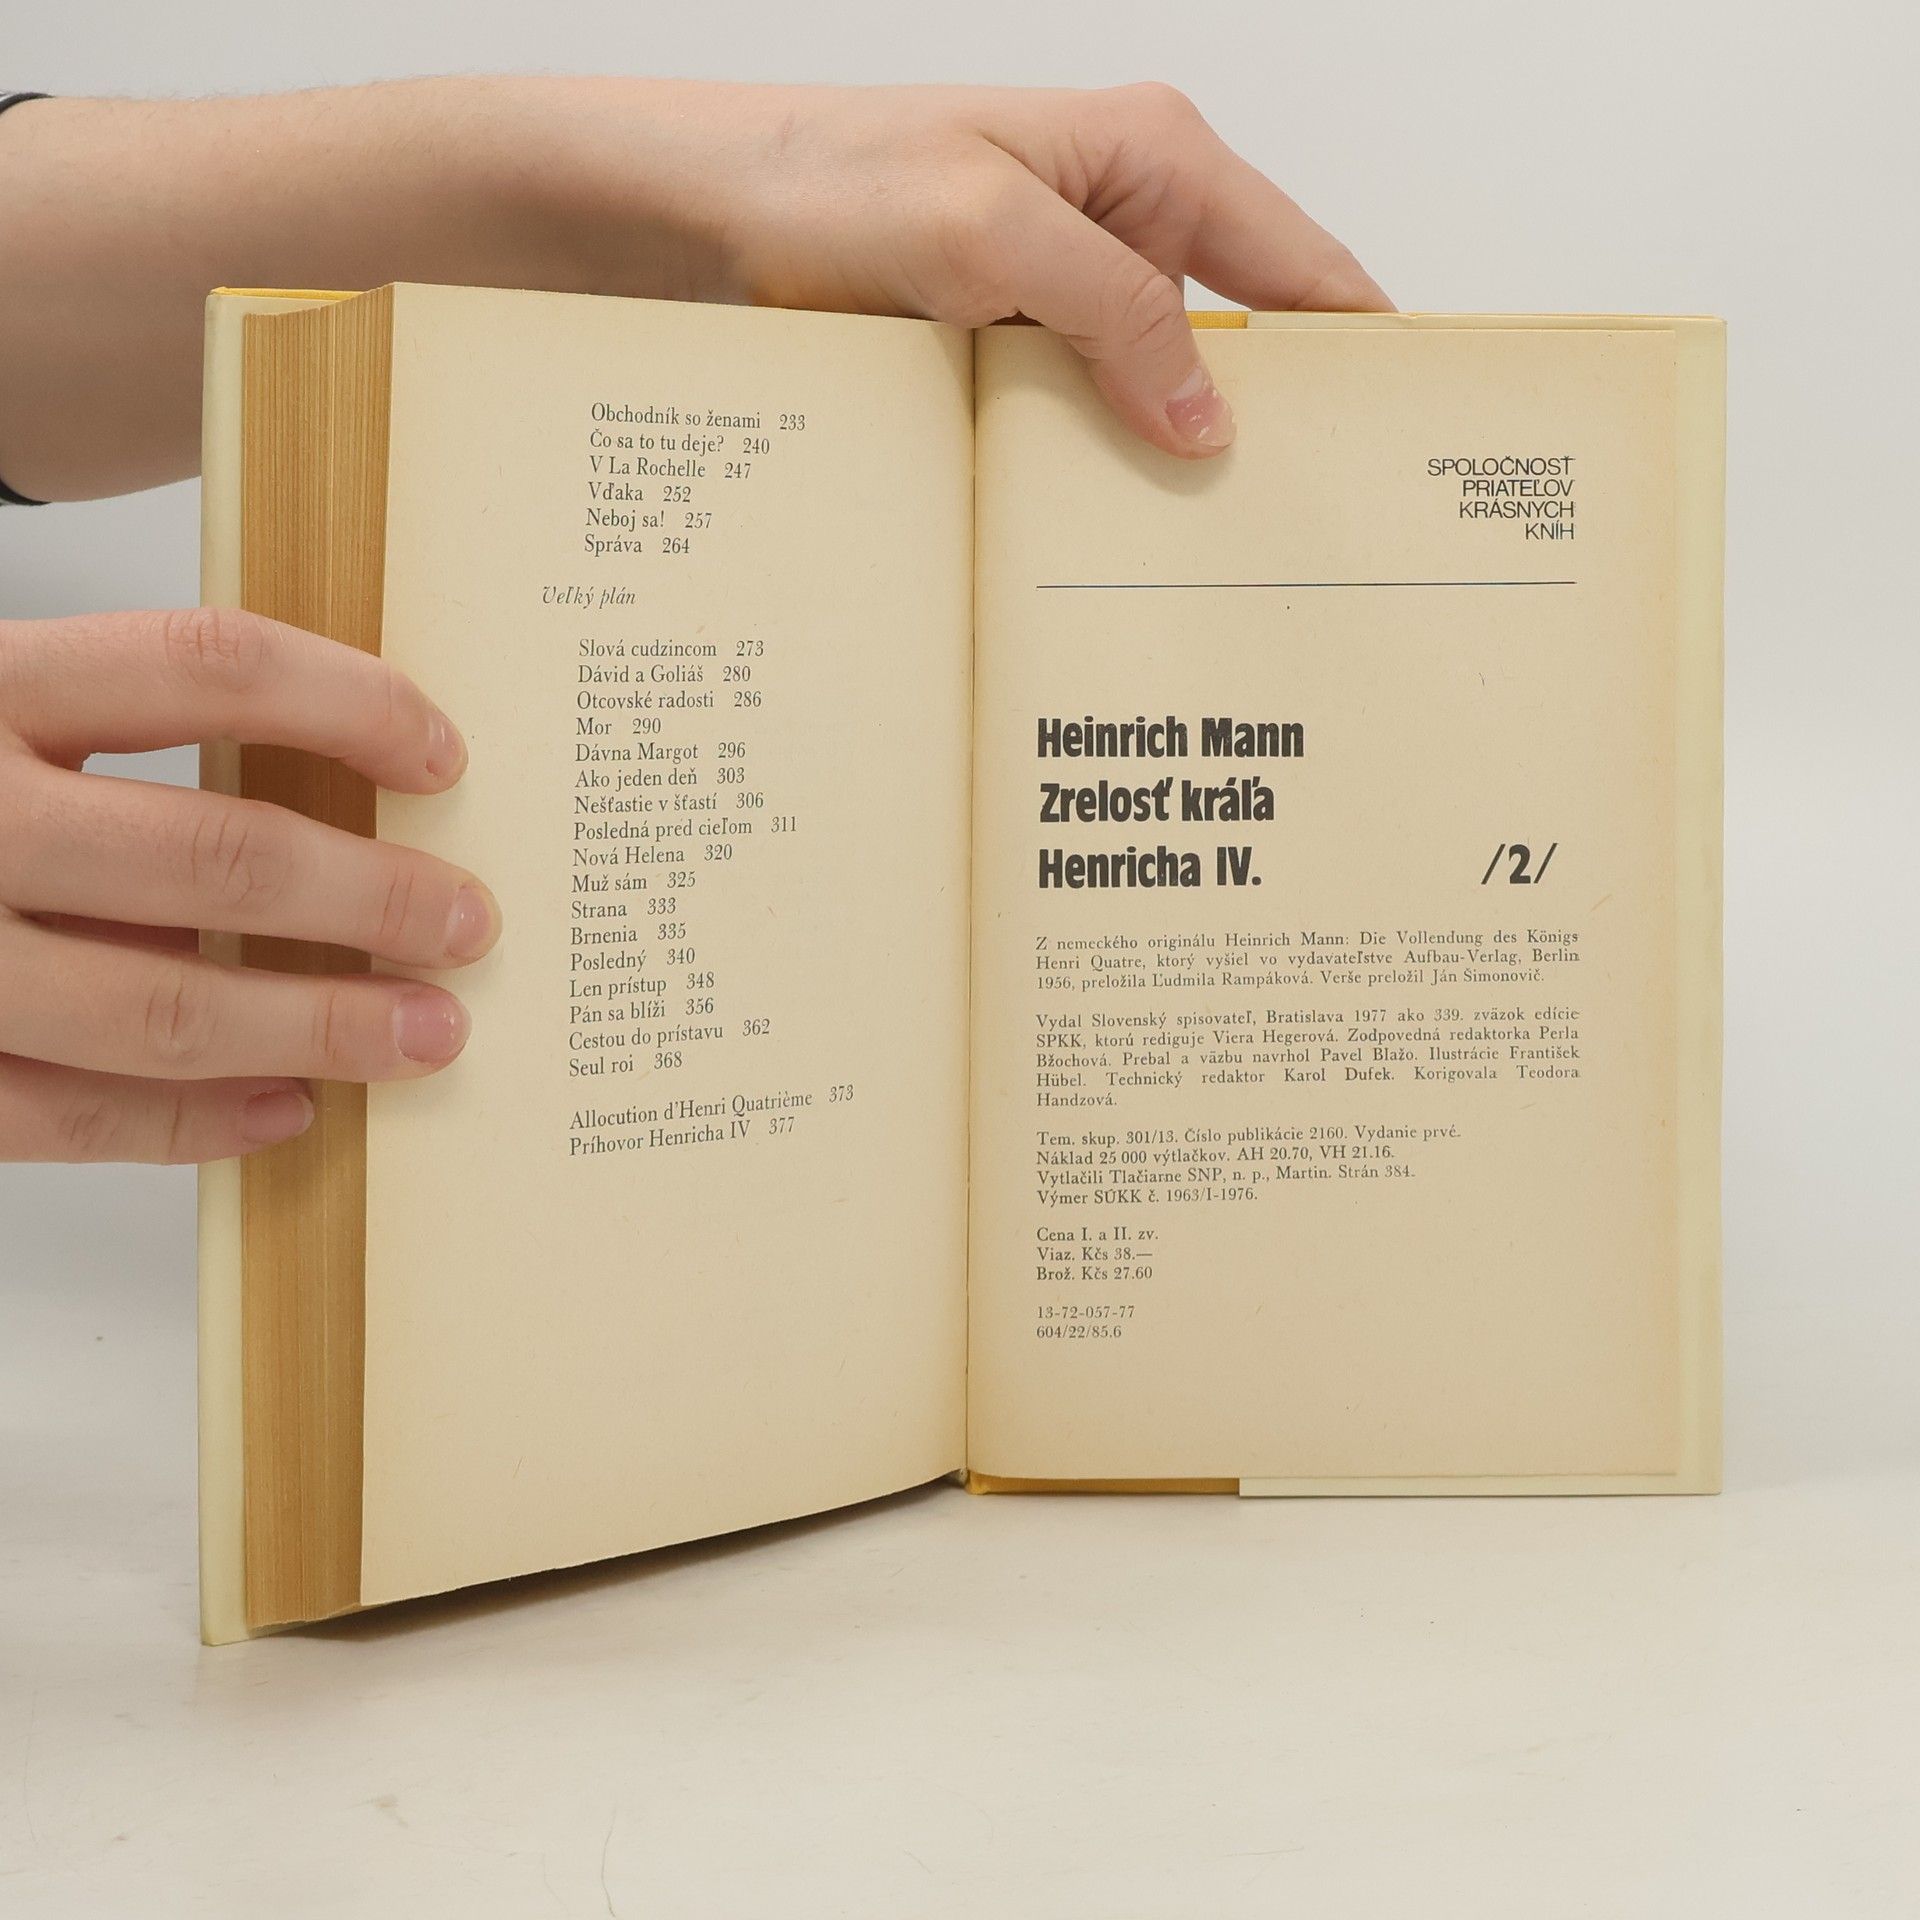 Obchodník so ženami 233
Čo sa to tu deje? 240
V La Rochelle 247
Vďaka 252
Neboj sa! 257
Správa 264
Veľký plán
Slová cudzincom 273
Dávid a Goliáš 280
Otcovské radosti 286
Mor 290
Dávna Margot 296
Ako jeden deň 303
Nešťastie v šťastí 306
Posledná pred cieľom 311
Nová Helena 320
Muž sám 325
Strana 333
Brnenia 335
Posledný 340
Len prístup 348
Pán sa blíži 356
Cestou do prístavu 362
Seul roi 368
Allocution d'Henri Quatrième 373
Príhovor Henricha IV 377
SPOLOČNOSŤ
PRIATEĽOV
KRÁSNYCH
KNÍH
Heinrich Mann
Zrelosť kráľa
Henricha IV. /2/
Z nemeckého originálu Heinrich Mann: Die Vollendung des Königs
Henri Quatre, ktorý vyšiel vo vydavateľstve Aufbau-Verlag, Berlin
1956, preložila Ľudmila Rampáková. Verše preložil Ján Šimonovič.
Vydal Slovenský spisovateľ, Bratislava 1977 ako 339. zväzok edície
SPKK, ktorú rediguje Viera Hegerová. Zodpovedná redaktorka Perla
Bžochová. Prebal a väzbu navrhol Pavel Blažo. Ilustrácie František
Hübel. Technický redaktor Karol Dufek. Korigovala Teodora
Handzová.
Tem. skup. 301/13. Číslo publikácie 2160. Vydanie prvé.
Náklad 25 000 výtlačkov. AH 20.70, VH 21.16.
Vytlačili Tlačiarne SNP, n. p., Martin. Strán 384.
Výmer SÚKK č. 1963/I-1976.
Cena I. a II. zv.
Viaz. Kčs 38.—
Brož. Kčs 27.60
13-72-057-77
604/22/85.6